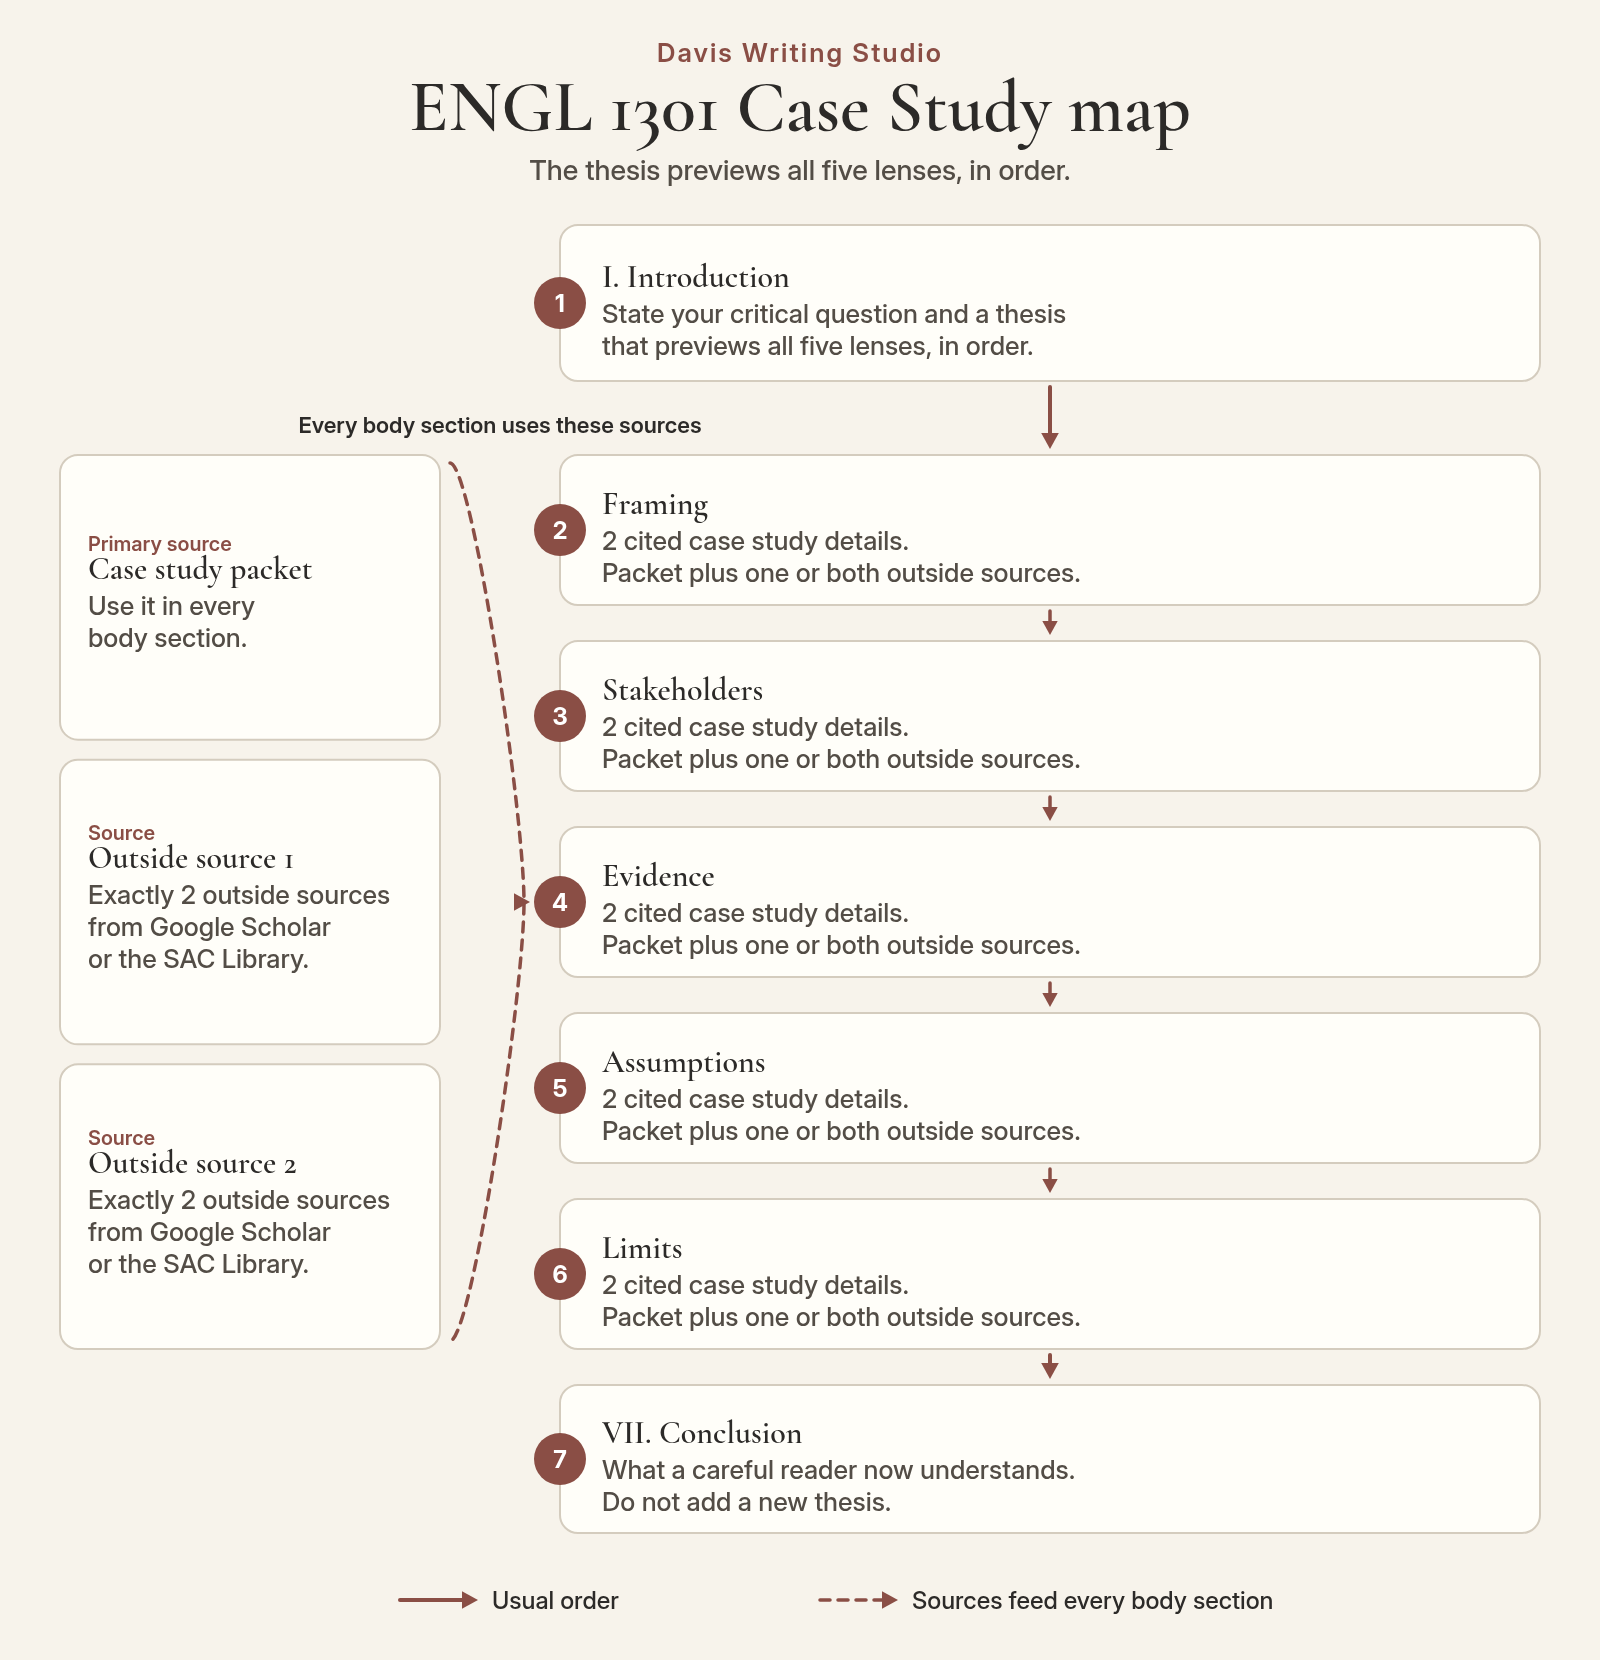 Davis Writing Studio
ENGL 1301 Case Study map
The thesis previews all five lenses, in order.
1
I. Introduction
State your critical question and a thesis
that previews all five lenses, in order.
Every body section uses these sources
Primary source
Case study packet
Use it in every
body section.
Source
Outside source 1
Exactly 2 outside sources
from Google Scholar
or the SAC Library.
Source
Outside source 2
Exactly 2 outside sources
from Google Scholar
or the SAC Library.
2
Framing
2 cited case study details.
Packet plus one or both outside sources.
3
Stakeholders
2 cited case study details.
Packet plus one or both outside sources.
4
Evidence
2 cited case study details.
Packet plus one or both outside sources.
5
Assumptions
2 cited case study details.
Packet plus one or both outside sources.
6
Limits
2 cited case study details.
Packet plus one or both outside sources.
7
VII. Conclusion
What a careful reader now understands.
Do not add a new thesis.
Usual order
Sources feed every body section